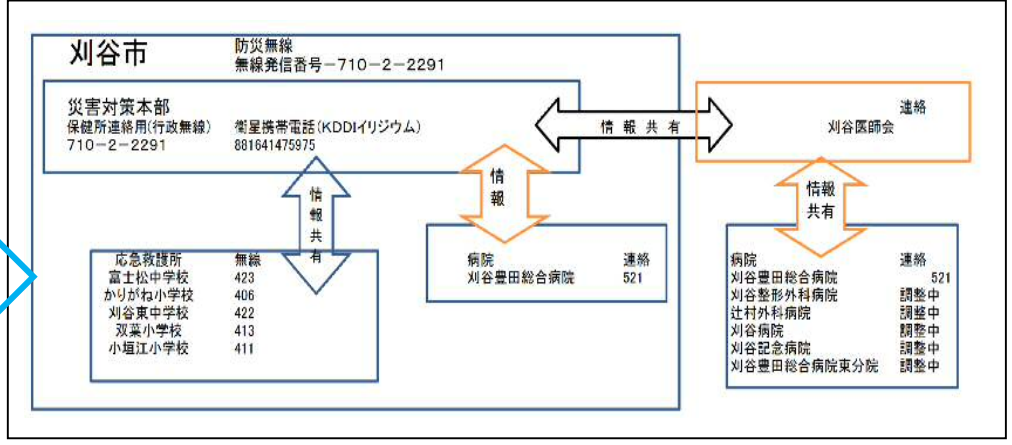 刈谷市
防災無線
無線発信番号－710－2－2291
災害対策本部
保健所連絡用(行政無線) 衛星携帯電話(KDDIイリジウム)
710－2－2291 881641475975
情報共有
連絡
刈谷医師会
情報共有
情報
情報
共有
応急救護所 無線
富士松中学校 423
かりがね小学校 406
刈谷東中学校 422
双葉小学校 413
小垣江小学校 411
病院 連絡
刈谷豊田総合病院 521
病院 連絡
刈谷豊田総合病院 521
刈谷整形外科病院 調整中
辻村外科病院 調整中
刈谷病院 調整中
刈谷記念病院 調整中
刈谷豊田総合病院東分院 調整中